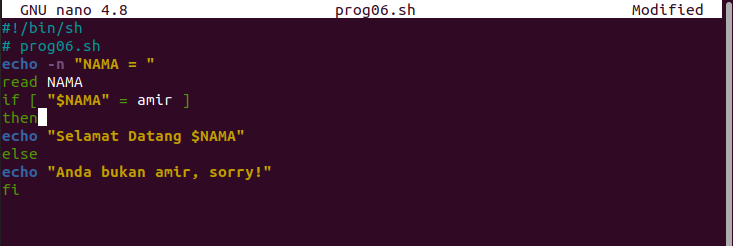 GNU nano 4.8 prog06.sh Modified
#!/bin/sh
# prog06.sh
echo -n "NAMA = "
read NAMA
if [ "$NAMA" = amir ]
then
echo "Selamat Datang $NAMA"
else
echo "Anda bukan amir, sorry!"
fi